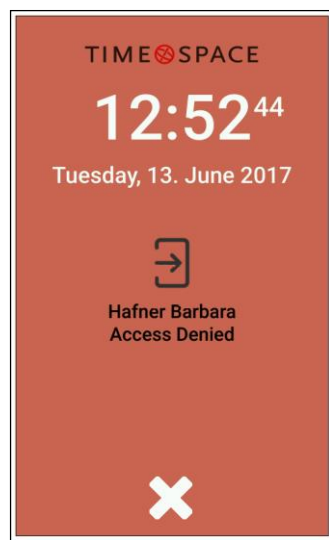 TIME SPACE
12:52 44
Tuesday, 13. June 2017
Hafner Barbara
Access Denied